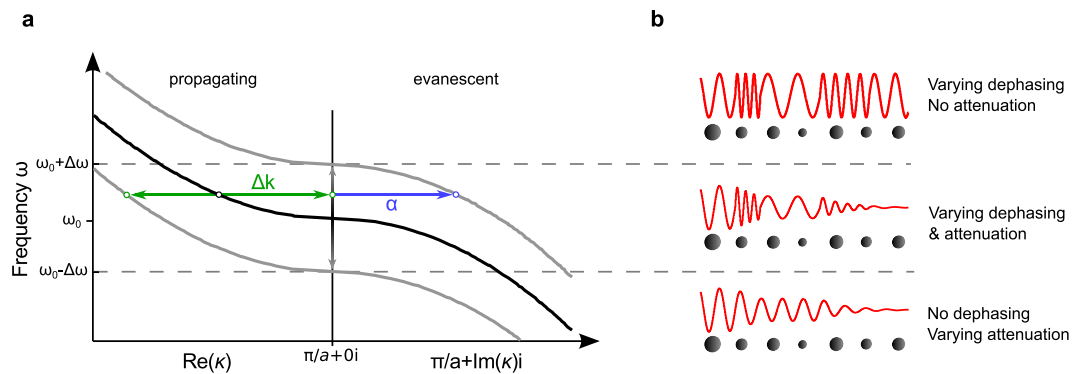 a
propagating
evanescent
Frequency ω
ω₀+Δω
ω₀
ω₀-Δω
Δk
α
Re(κ)
π/a+0i
π/a+Im(κ)i
b
Varying dephasing
No attenuation
Varying dephasing
& attenuation
No dephasing
Varying attenuation